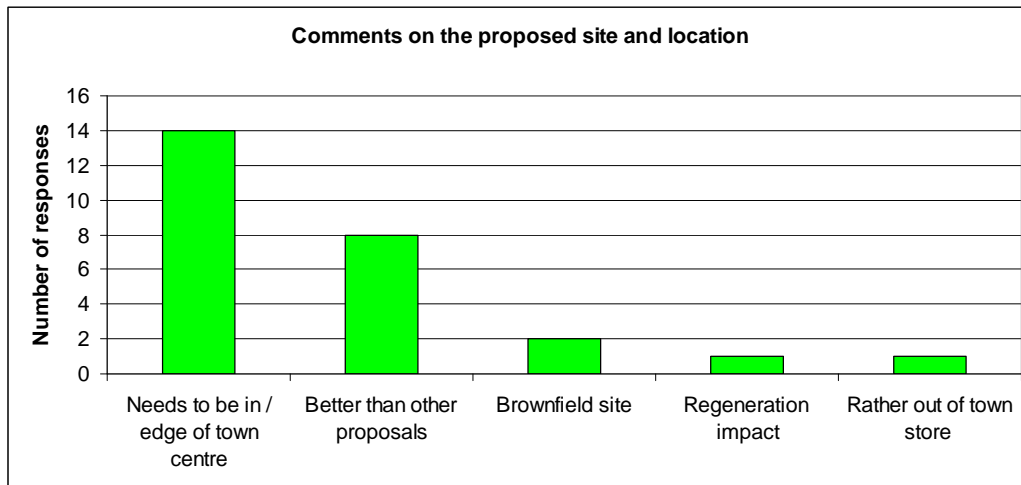 Comments on the proposed site and location
Number of responses
16
14
12
10
8
6
4
2
0
Needs to be in /
edge of town
centre
Better than other
proposals
Brownfield site
Regeneration
impact
Rather out of town
store